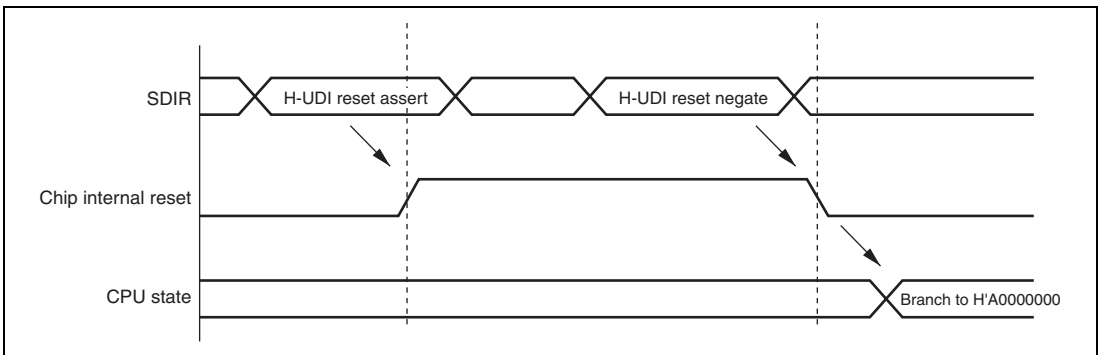 SDIR
H-UDI reset assert
H-UDI reset negate
Chip internal reset
CPU state
Branch to H'A0000000